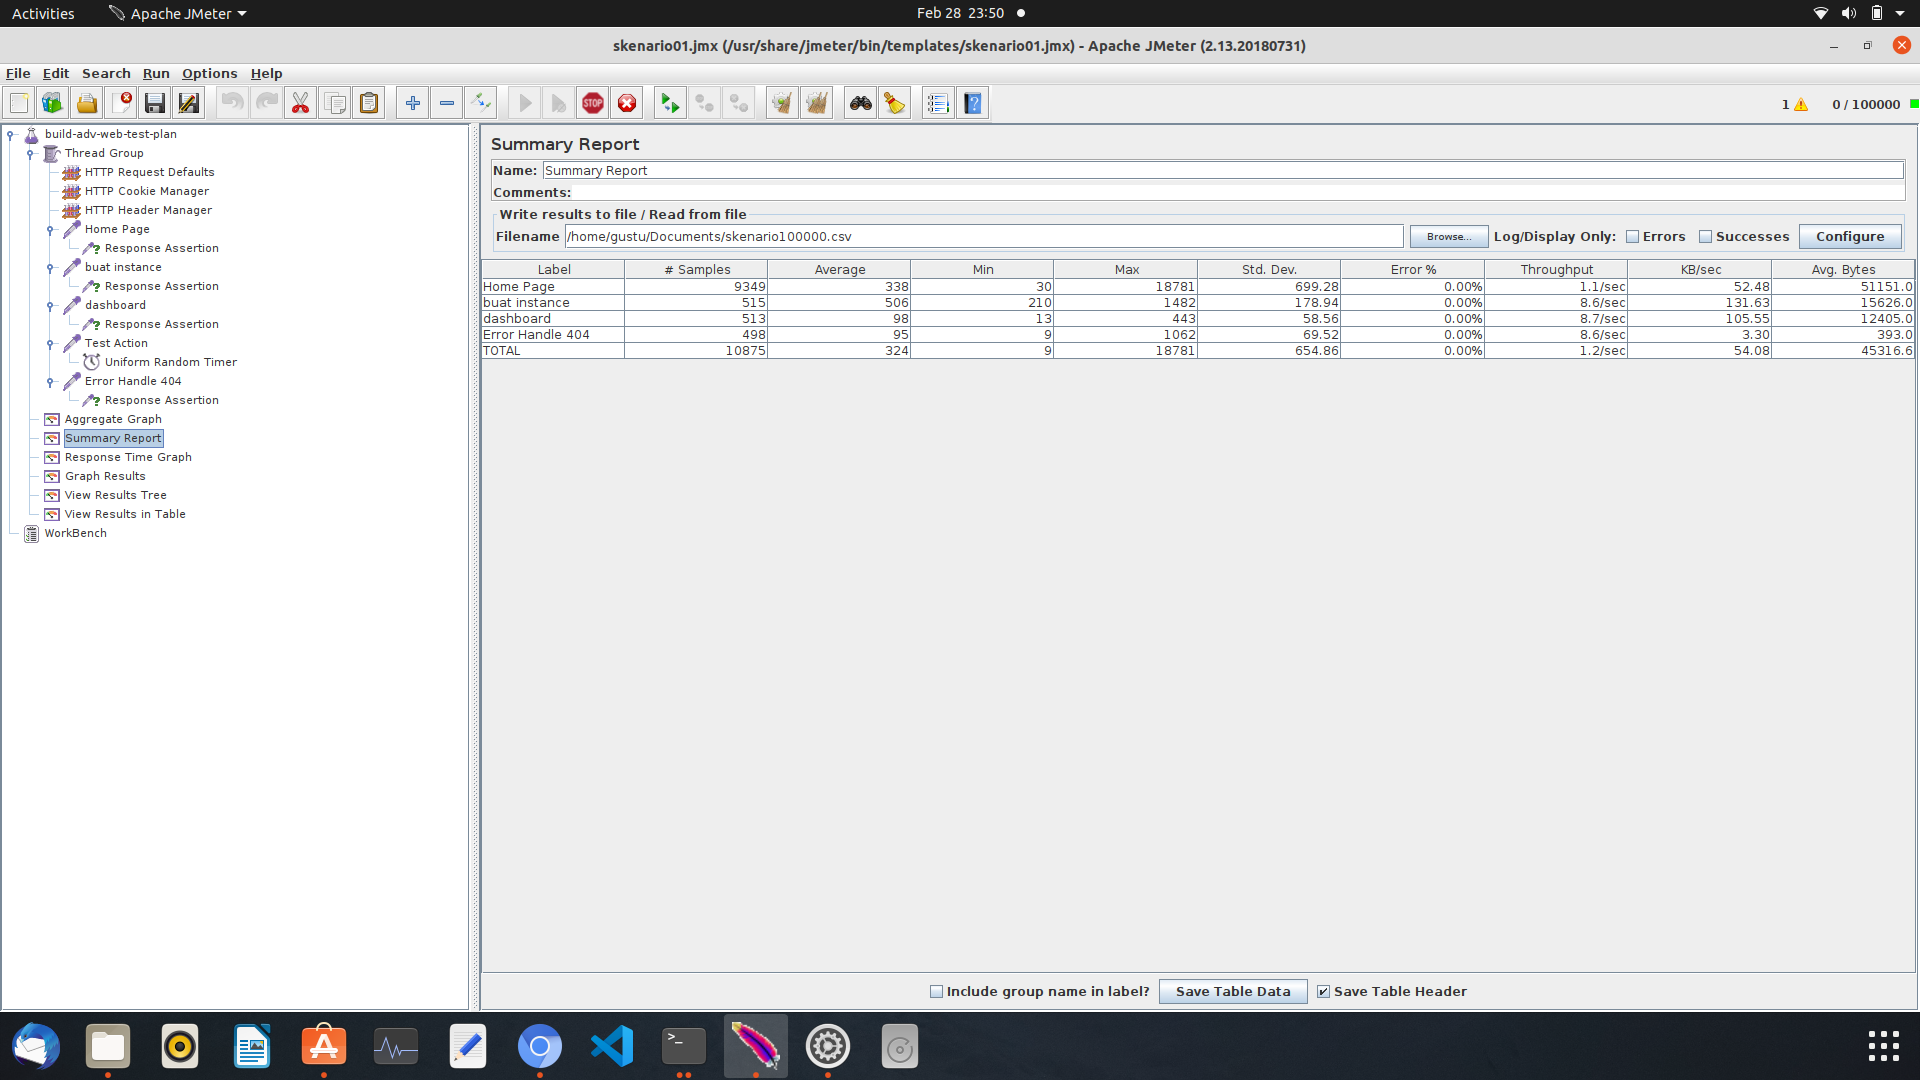 Activities Apache JMeter Feb 28 23:50
skenario01.jmx (/usr/share/jmeter/bin/templates/skenario01.jmx) - Apache JMeter (2.13.20180731)
File Edit Search Run Options Help
STOP 1 0 / 100000
build-adv-web-test-plan
Thread Group
HTTP Request Defaults
HTTP Cookie Manager
HTTP Header Manager
Home Page
Response Assertion
buat instance
Response Assertion
dashboard
Response Assertion
Test Action
Uniform Random Timer
Error Handle 404
Response Assertion
Aggregate Graph
Summary Report
Response Time Graph
Graph Results
View Results Tree
View Results in Table
WorkBench
Summary Report
Name: Summary Report
Comments:
Write results to file / Read from file
Filename /home/gustu/Documents/skenario100000.csv Browse... Log/Display Only: Errors Successes Configure
Label # Samples Average Min Max Std. Dev. Error % Throughput KB/sec Avg. Bytes
Home Page 9349 338 30 18781 699.28 0.00% 1.1/sec 52.48 51151.0
buat instance 515 506 210 1482 178.94 0.00% 8.6/sec 131.63 15626.0
dashboard 513 98 13 443 58.56 0.00% 8.7/sec 105.55 12405.0
Error Handle 404 498 95 9 1062 69.52 0.00% 8.6/sec 3.30 393.0
TOTAL 10875 324 9 18781 654.86 0.00% 1.2/sec 54.08 45316.6
Include group name in label? Save Table Data Save Table Header